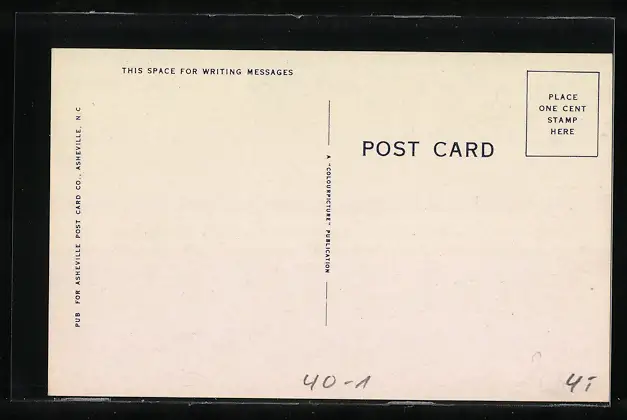 THIS SPACE FOR WRITING MESSAGES
PUB FOR ASHEVILLE POST CARD CO., ASHEVILLE, N.C
A "COLOURPICTURE" PUBLICATION
POST CARD
PLACE
ONE CENT
STAMP
HERE
40-1